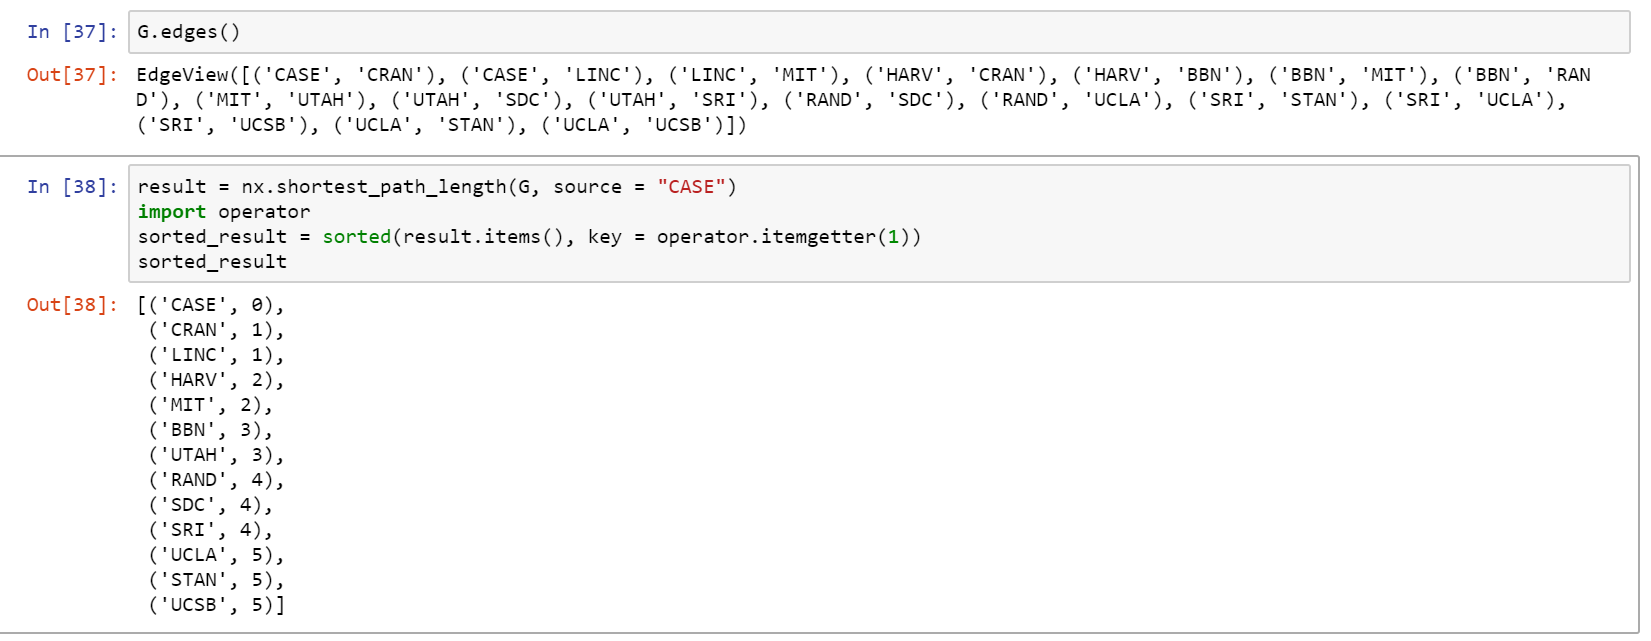 In [37]: G.edges()
Out[37]: EdgeView([('CASE', 'CRAN'), ('CASE', 'LINC'), ('LINC', 'MIT'), ('HARV', 'CRAN'), ('HARV', 'BBN'), ('BBN', 'MIT'), ('BBN', 'RAN
D'), ('MIT', 'UTAH'), ('UTAH', 'SDC'), ('UTAH', 'SRI'), ('RAND', 'SDC'), ('RAND', 'UCLA'), ('SRI', 'STAN'), ('SRI', 'UCLA'),
('SRI', 'UCSB'), ('UCLA', 'STAN'), ('UCLA', 'UCSB')])
In [38]: result = nx.shortest_path_length(G, source = "CASE")
import operator
sorted_result = sorted(result.items(), key = operator.itemgetter(1))
sorted_result
Out[38]: [('CASE', 0),
('CRAN', 1),
('LINC', 1),
('HARV', 2),
('MIT', 2),
('BBN', 3),
('UTAH', 3),
('RAND', 4),
('SDC', 4),
('SRI', 4),
('UCLA', 5),
('STAN', 5),
('UCSB', 5)]